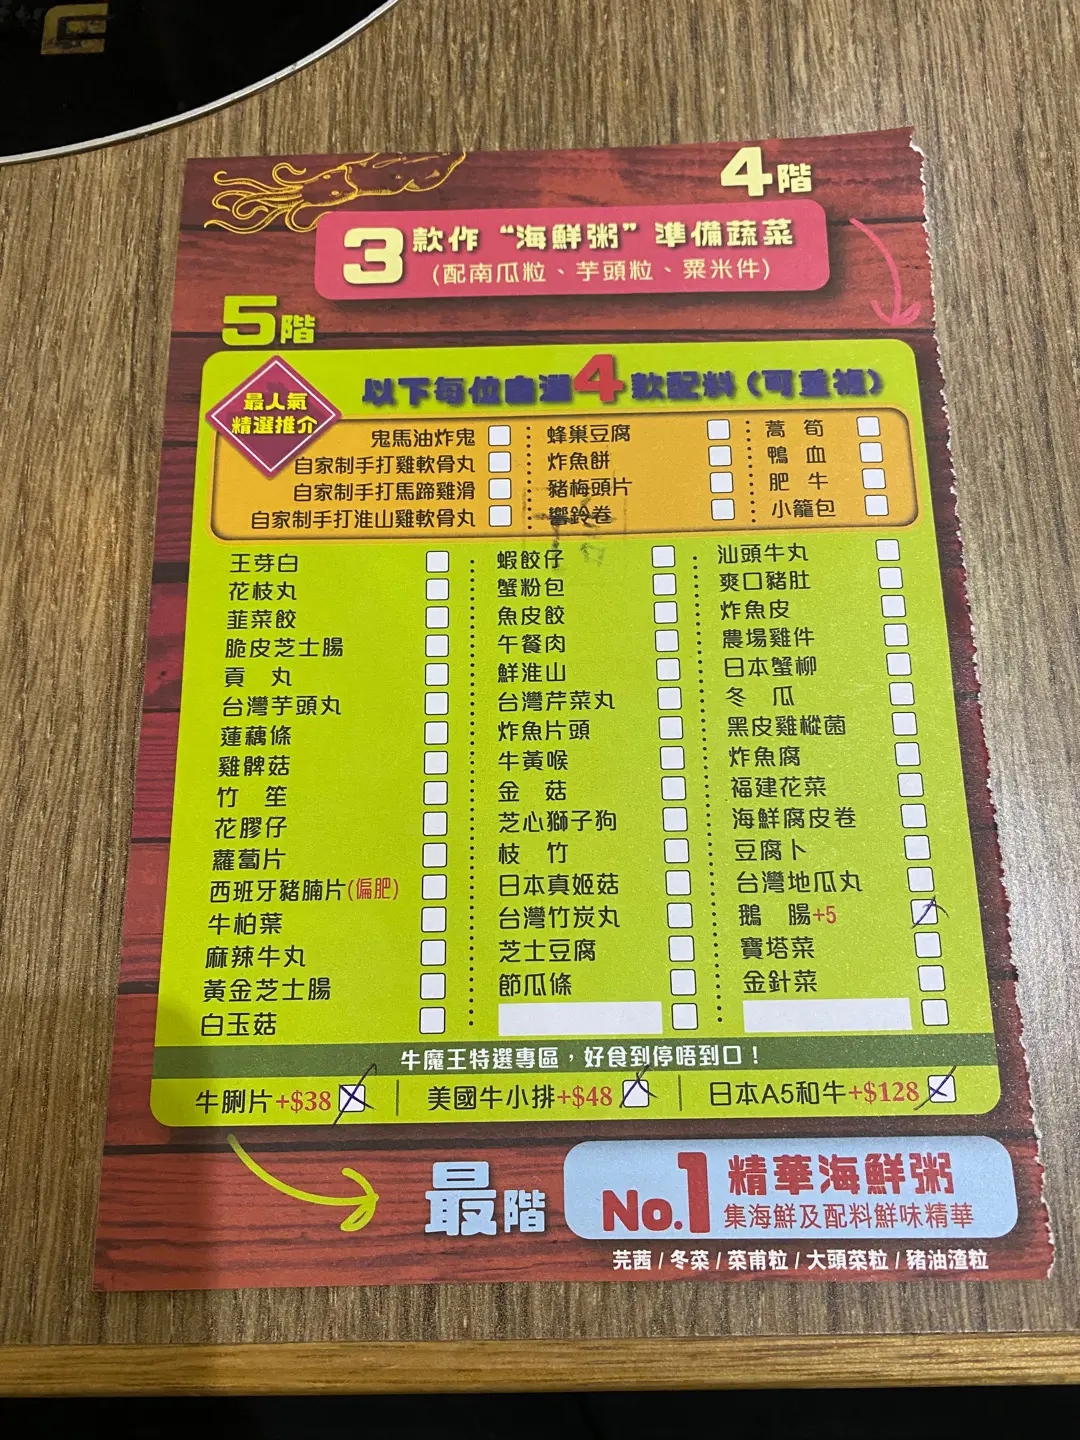 4階
3款作“海鮮粥”準備蔬菜
(配南瓜粒、芋頭粒、粟米件)
5階
最人氣
精選推介
以下每位自選4款配料(可重複)
鬼馬油炸鬼
自家制手打雞軟骨丸
自家制手打馬蹄雞滑
自家制手打淮山雞軟骨丸
蜂巢豆腐
炸魚餅
豬梅頭片
響鈴卷
蒿筍
鴨血
肥牛
小籠包
王芽白
花枝丸
韮菜餃
脆皮芝士腸
貢丸
台灣芋頭丸
蓮藕條
雞髀菇
竹笙
花膠仔
蘿蔔片
西班牙豬腩片(偏肥)
牛柏葉
麻辣牛丸
黃金芝士腸
白玉菇
蝦餃仔
蟹粉包
魚皮餃
午餐肉
鮮淮山
台灣芹菜丸
炸魚片頭
牛黃喉
金菇
芝心獅子狗
枝竹
日本真姬菇
台灣竹炭丸
芝士豆腐
節瓜條
汕頭牛丸
爽口豬肚
炸魚皮
農場雞件
日本蟹柳
冬瓜
黑皮雞樅菌
炸魚腐
福建花菜
海鮮腐皮卷
豆腐卜
台灣地瓜丸
鵝腸+5
寶塔菜
金針菜
牛魔王特選專區，好食到停唔到口！
牛脷片+$38
美國牛小排+$48
日本A5和牛+$128
最階
No.1
精華海鮮粥
集海鮮及配料鮮味精華
芫茜/冬菜/菜甫粒/大頭菜粒/豬油渣粒